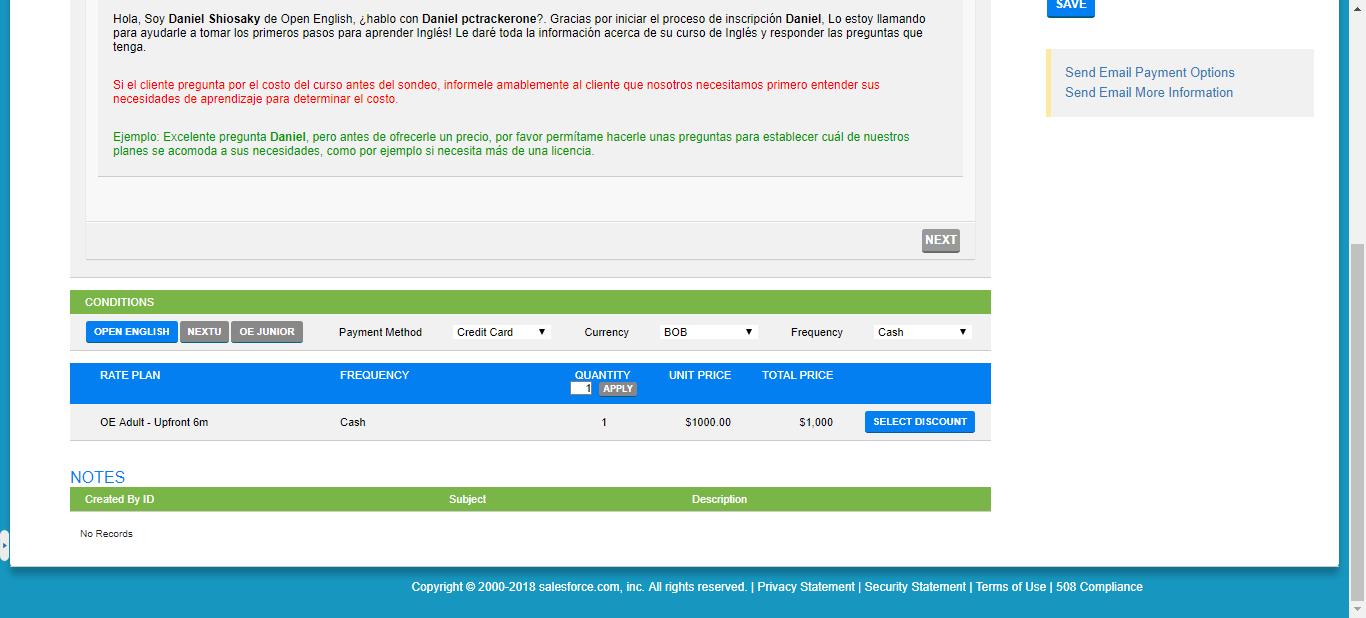 SAVE
Hola, Soy Daniel Shiosaky de Open English, ¿hablo con Daniel pctrackerone?. Gracias por iniciar el proceso de inscripción Daniel, Lo estoy llamando
para ayudarle a tomar los primeros pasos para aprender Inglés! Le daré toda la información acerca de su curso de Inglés y responder las preguntas que
tenga.
Si el cliente pregunta por el costo del curso antes del sondeo, informele amablemente al cliente que nosotros necesitamos primero entender sus
necesidades de aprendizaje para determinar el costo.
Ejemplo: Excelente pregunta Daniel, pero antes de ofrecerle un precio, por favor permítame hacerle unas preguntas para establecer cuál de nuestros
planes se acomoda a sus necesidades, como por ejemplo si necesita más de una licencia.
Send Email Payment Options
Send Email More Information
NEXT
CONDITIONS
OPEN ENGLISH NEXTU OE JUNIOR Payment Method Credit Card Currency BOB Frequency Cash
RATE PLAN FREQUENCY QUANTITY UNIT PRICE TOTAL PRICE
1 APPLY
OE Adult - Upfront 6m Cash 1 $1000.00 $1,000 SELECT DISCOUNT
NOTES
Created By ID Subject Description
No Records
Copyright © 2000-2018 salesforce.com, inc. All rights reserved. | Privacy Statement | Security Statement | Terms of Use | 508 Compliance